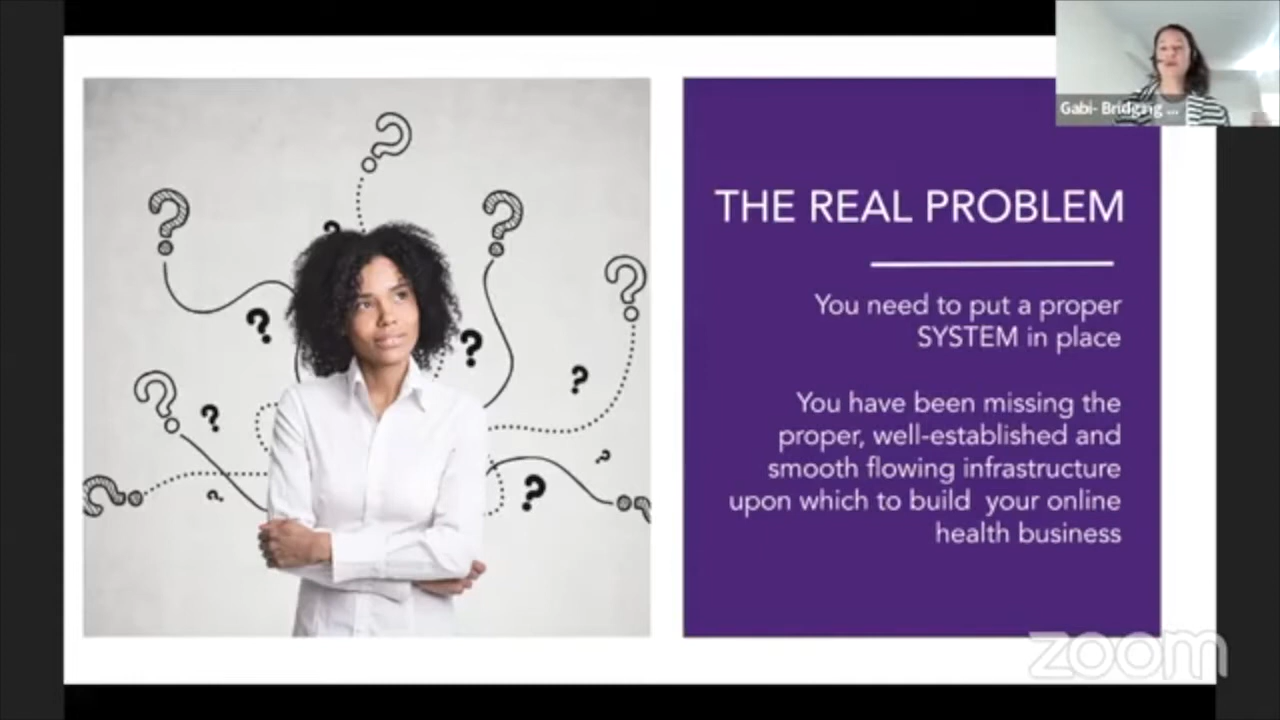 Gabi- Bridging ...
THE REAL PROBLEM
You need to put a proper
SYSTEM in place
You have been missing the
proper, well-established and
smooth flowing infrastructure
upon which to build  your online
health business
zoom